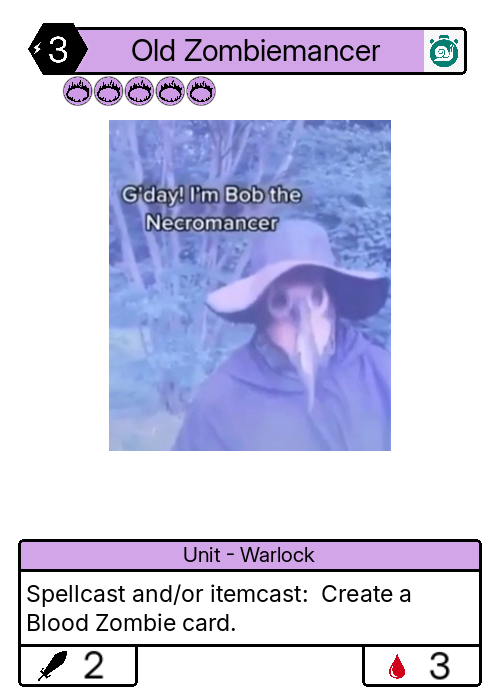 3
Old Zombiemancer
G'day! I'm Bob the
Necromancer
Unit - Warlock
Spellcast and/or itemcast:  Create a
Blood Zombie card.
2
3